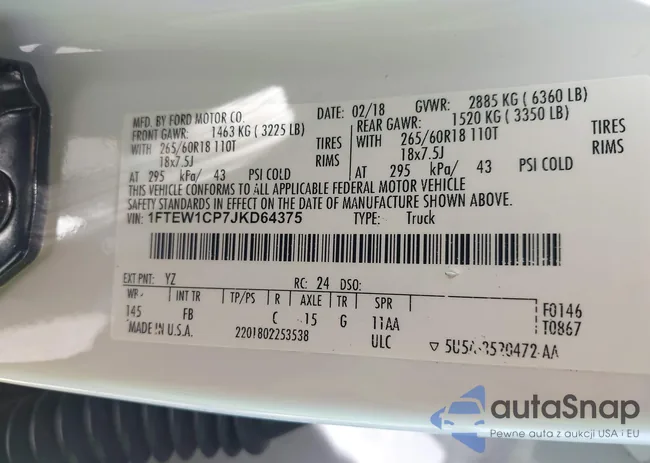 MFD. BY FORD MOTOR CO. 02/18 GVWR: 2885 KG ( 6360 LB)
FRONT GAWR: 1463 KG ( 3225 LB) REAR GAWR: 1520 KG ( 3350 LB)
WITH 265/60R18 110T TIRES WITH 265/60R18 110T TIRES
18x7.5J RIMS 18x7.5J RIMS
AT 295 kPa/ 43 PSI COLD AT 295 kPa/ 43 PSI COLD
THIS VEHICLE CONFORMS TO ALL APPLICABLE FEDERAL MOTOR VEHICLE
SAFETY STANDARDS IN EFFECT ON THE DATE OF MANUFACTURE SHOWN ABOVE.
VIN: 1FTEW1CP7JKD64375 TYPE: Truck
EXT PNT: YZ RC: 24 DSO:
WB INT TR TP/PS R AXLE TR SPR F0146
145 FB C 15 G 11AA T0867
MADE IN U.S.A. 2201802253538 ULC
autaSnap
Pewne auta z aukcji USA i EU